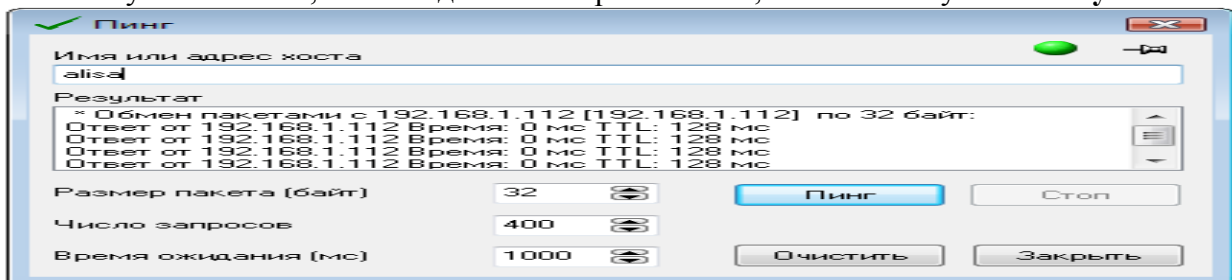 Пинг
Имя или адрес хоста
alisa
Результат
* Обмен пакетами с 192.168.1.112 [192.168.1.112] по 32 байт:
Ответ от 192.168.1.112 Время: 0 мс TTL: 128 мс
Ответ от 192.168.1.112 Время: 0 мс TTL: 128 мс
Ответ от 192.168.1.112 Время: 0 мс TTL: 128 мс
Ответ от 192.168.1.112 Время: 0 мс TTL: 128 мс
Размер пакета (байт) 32 Пинг Стоп
Число запросов 400
Время ожидания (мс) 1000 Очистить Закрыть